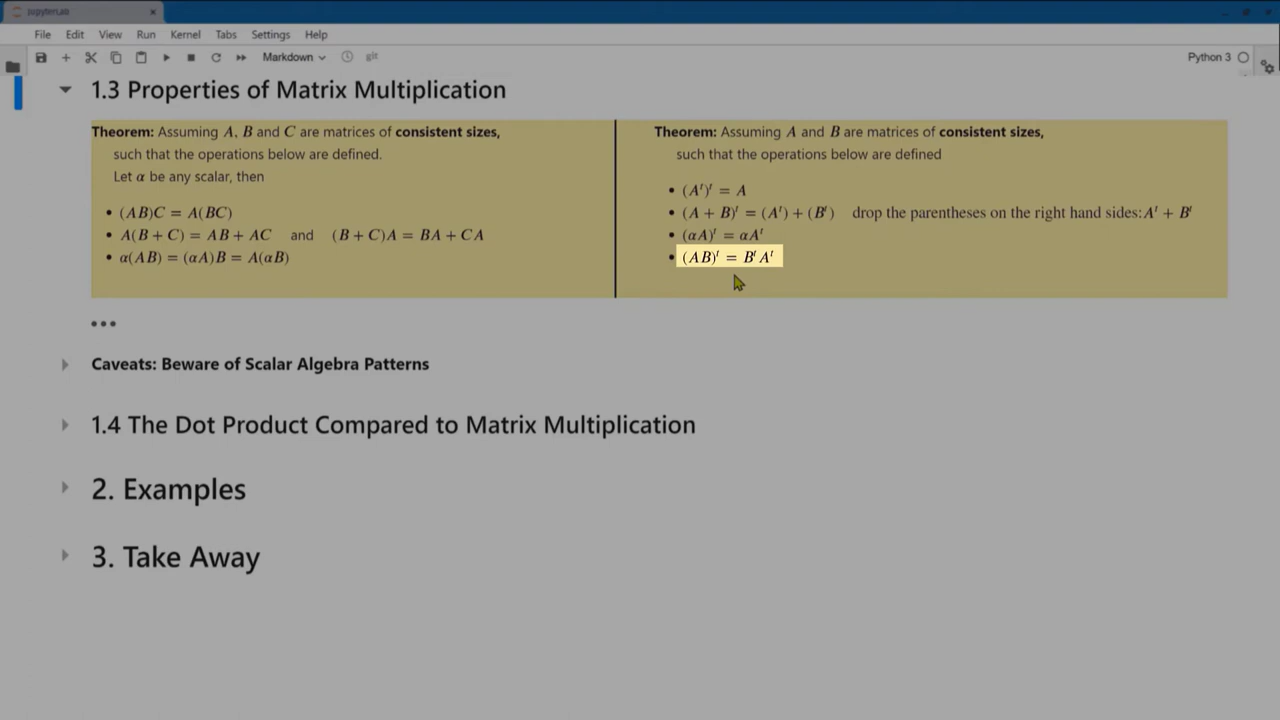 JupyterLab
File Edit View Run Kernel Tabs Settings Help
Markdown git Python 3
1.3 Properties of Matrix Multiplication
Theorem: Assuming A, B and C are matrices of consistent sizes,
such that the operations below are defined.
Let α be any scalar, then
• (AB)C = A(BC)
• A(B + C) = AB + AC and (B + C)A = BA + CA
• α(AB) = (αA)B = A(αB)
Theorem: Assuming A and B are matrices of consistent sizes,
such that the operations below are defined
• (Aᵗ)ᵗ = A
• (A + B)ᵗ = (Aᵗ) + (Bᵗ) drop the parentheses on the right hand sides: Aᵗ + Bᵗ
• (αA)ᵗ = αAᵗ
• (AB)ᵗ = BᵗAᵗ
•••
Caveats: Beware of Scalar Algebra Patterns
1.4 The Dot Product Compared to Matrix Multiplication
2. Examples
3. Take Away